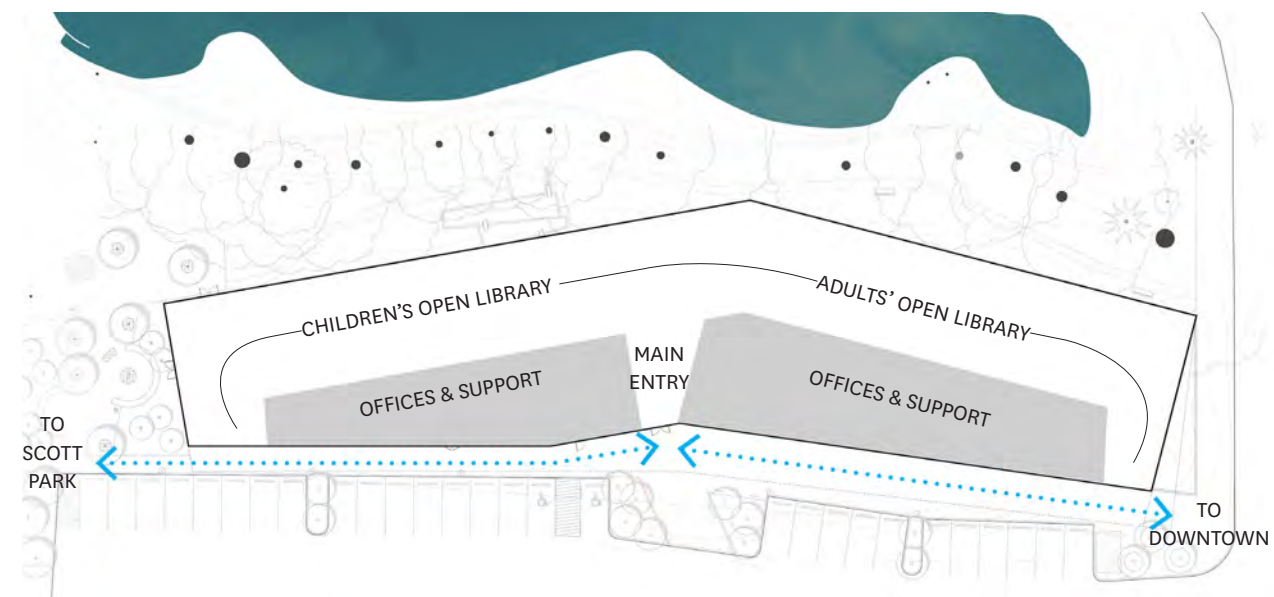 CHILDREN'S OPEN LIBRARY
ADULTS' OPEN LIBRARY
MAIN
ENTRY
OFFICES & SUPPORT
OFFICES & SUPPORT
TO
SCOTT
PARK
TO
DOWNTOWN